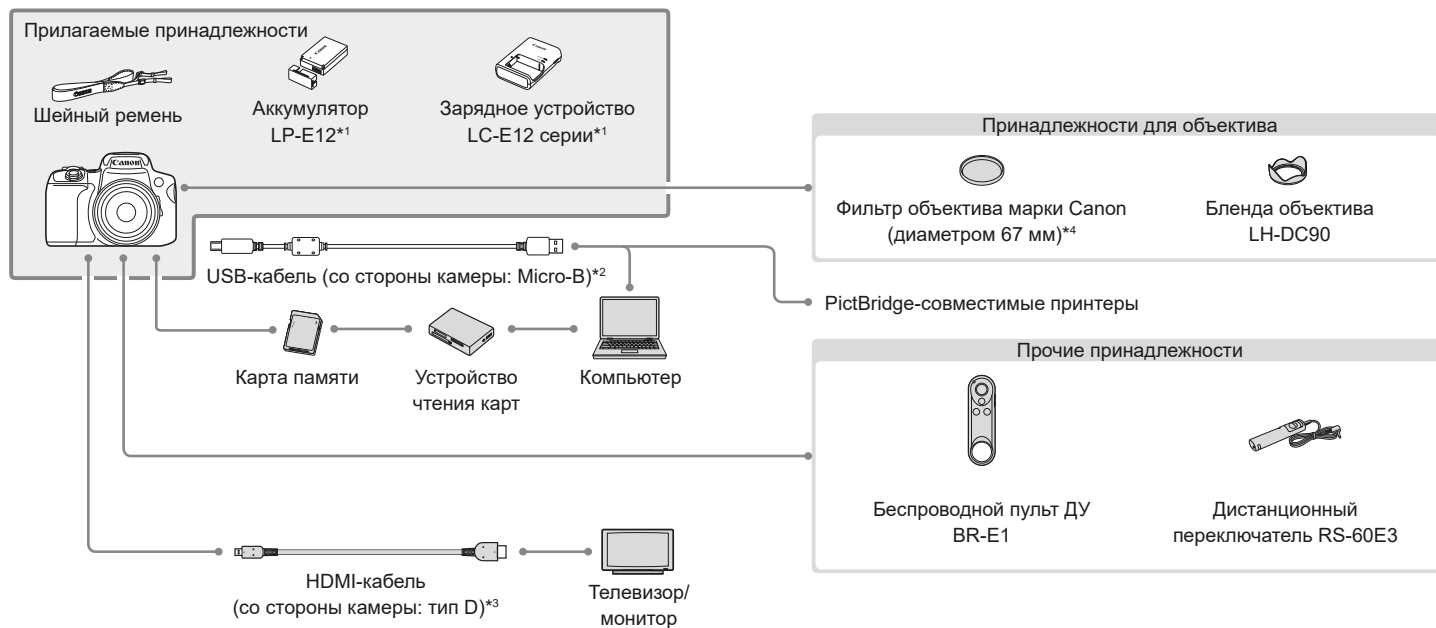 Прилагаемые принадлежности
Шейный ремень
Аккумулятор
LP-E12*1
Зарядное устройство
LC-E12 серии*1
Canon
Принадлежности для объектива
Фильтр объектива марки Canon
(диаметром 67 мм)*4
Бленда объектива
LH-DC90
USB-кабель (со стороны камеры: Micro-B)*2
PictBridge-совместимые принтеры
Карта памяти
Устройство
чтения карт
Компьютер
Прочие принадлежности
Беспроводной пульт ДУ
BR-E1
Дистанционный
переключатель RS-60E3
HDMI-кабель
(со стороны камеры: тип D)*3
Телевизор/
монитор